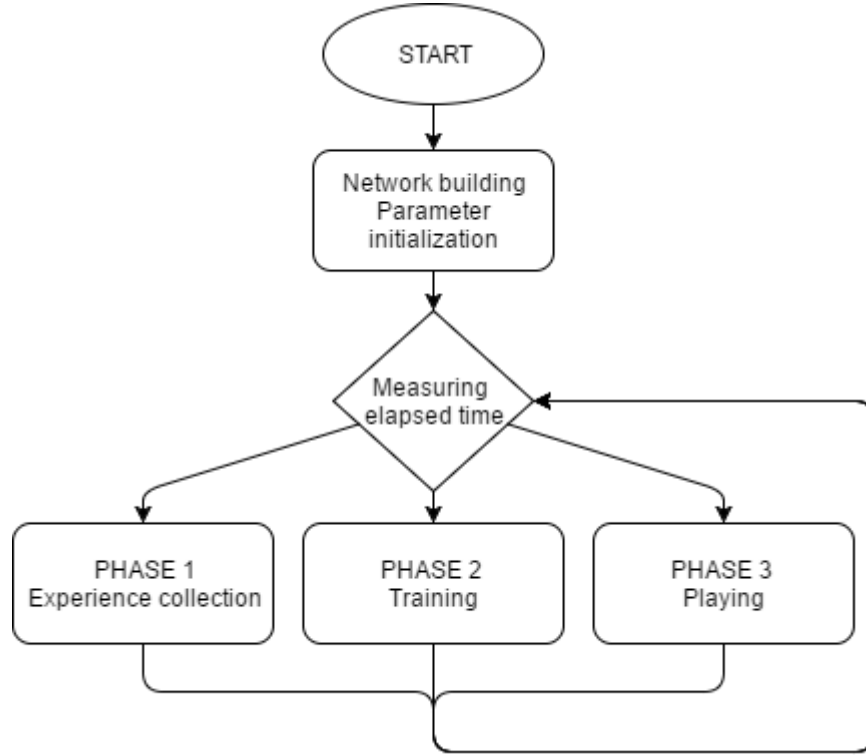 START
Network building
Parameter
initialization
Measuring
elapsed time
PHASE 1
Experience collection
PHASE 2
Training
PHASE 3
Playing